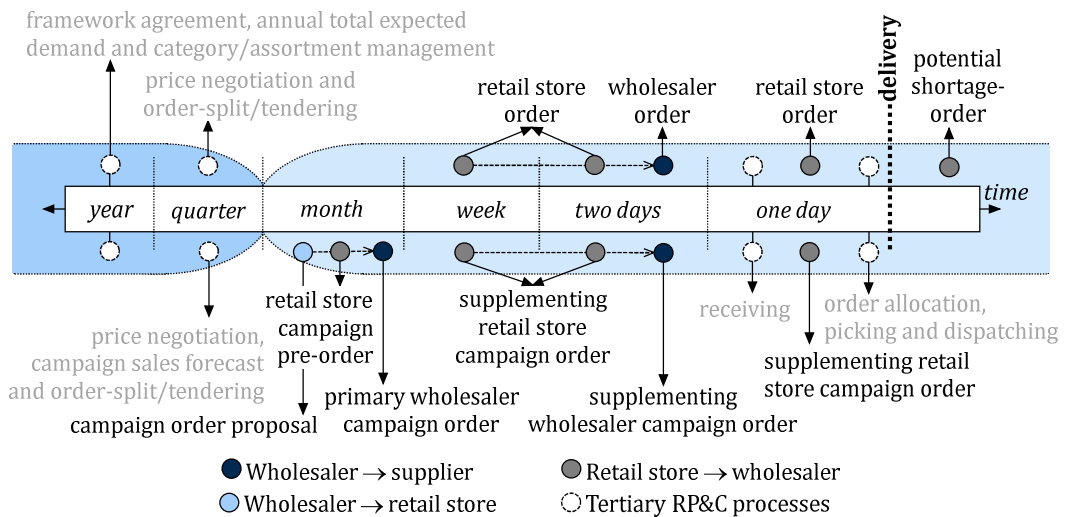 framework agreement, annual total expected
demand and category/assortment management
price negotiation and
order-split/tendering
retail store
order
wholesaler
order
retail store
order
delivery
potential
shortage-
order
year
quarter
month
week
two days
one day
time
price negotiation,
campaign sales forecast
and order-split/tendering
retail store
campaign
pre-order
campaign order proposal
primary wholesaler
campaign order
supplementing
retail store
campaign order
supplementing
wholesaler campaign order
receiving
order allocation,
picking and dispatching
supplementing retail
store campaign order
Wholesaler → supplier
Retail store → wholesaler
Wholesaler → retail store
Tertiary RP&C processes